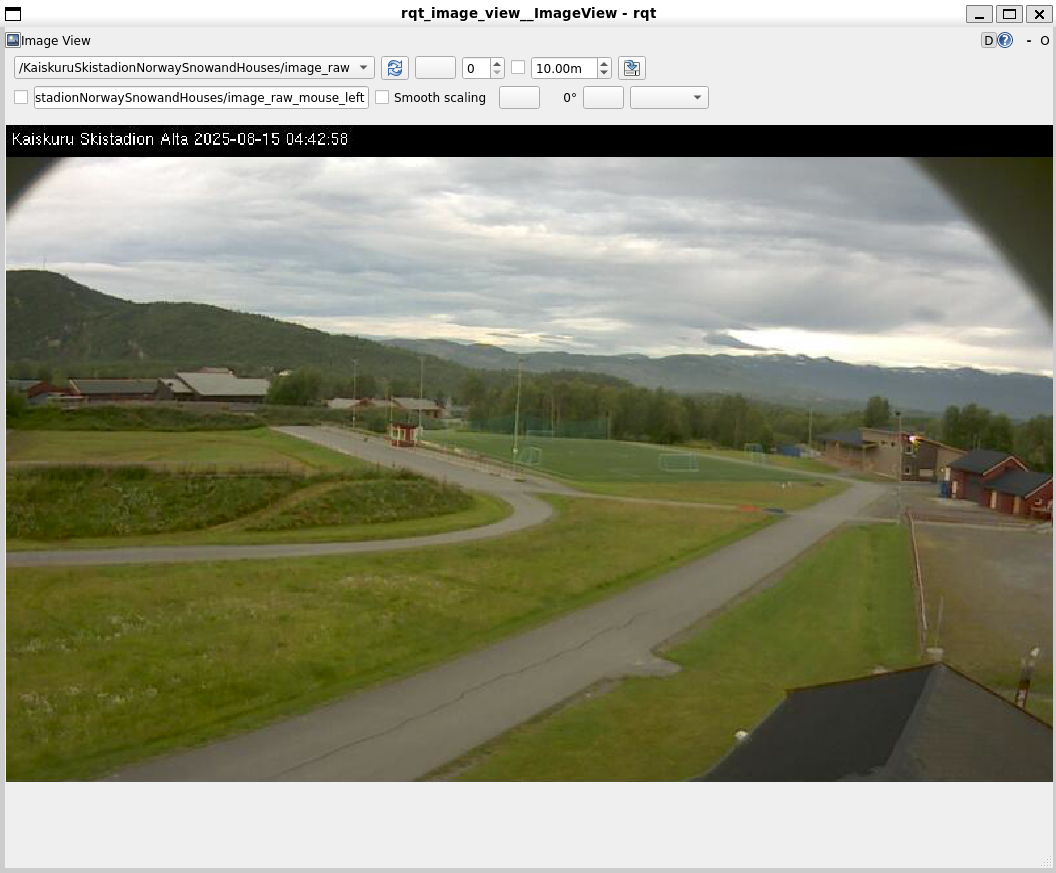 rqt_image_view__ImageView - rqt
Image View
D
?
- O
/KaiskuruSkistadionNorwaySnowandHouses/image_raw
0
10.00m
stadionNorwaySnowandHouses/image_raw_mouse_left
Smooth scaling
0°
Kaiskuru Skistadion Alta 2025-08-15 04:42:58